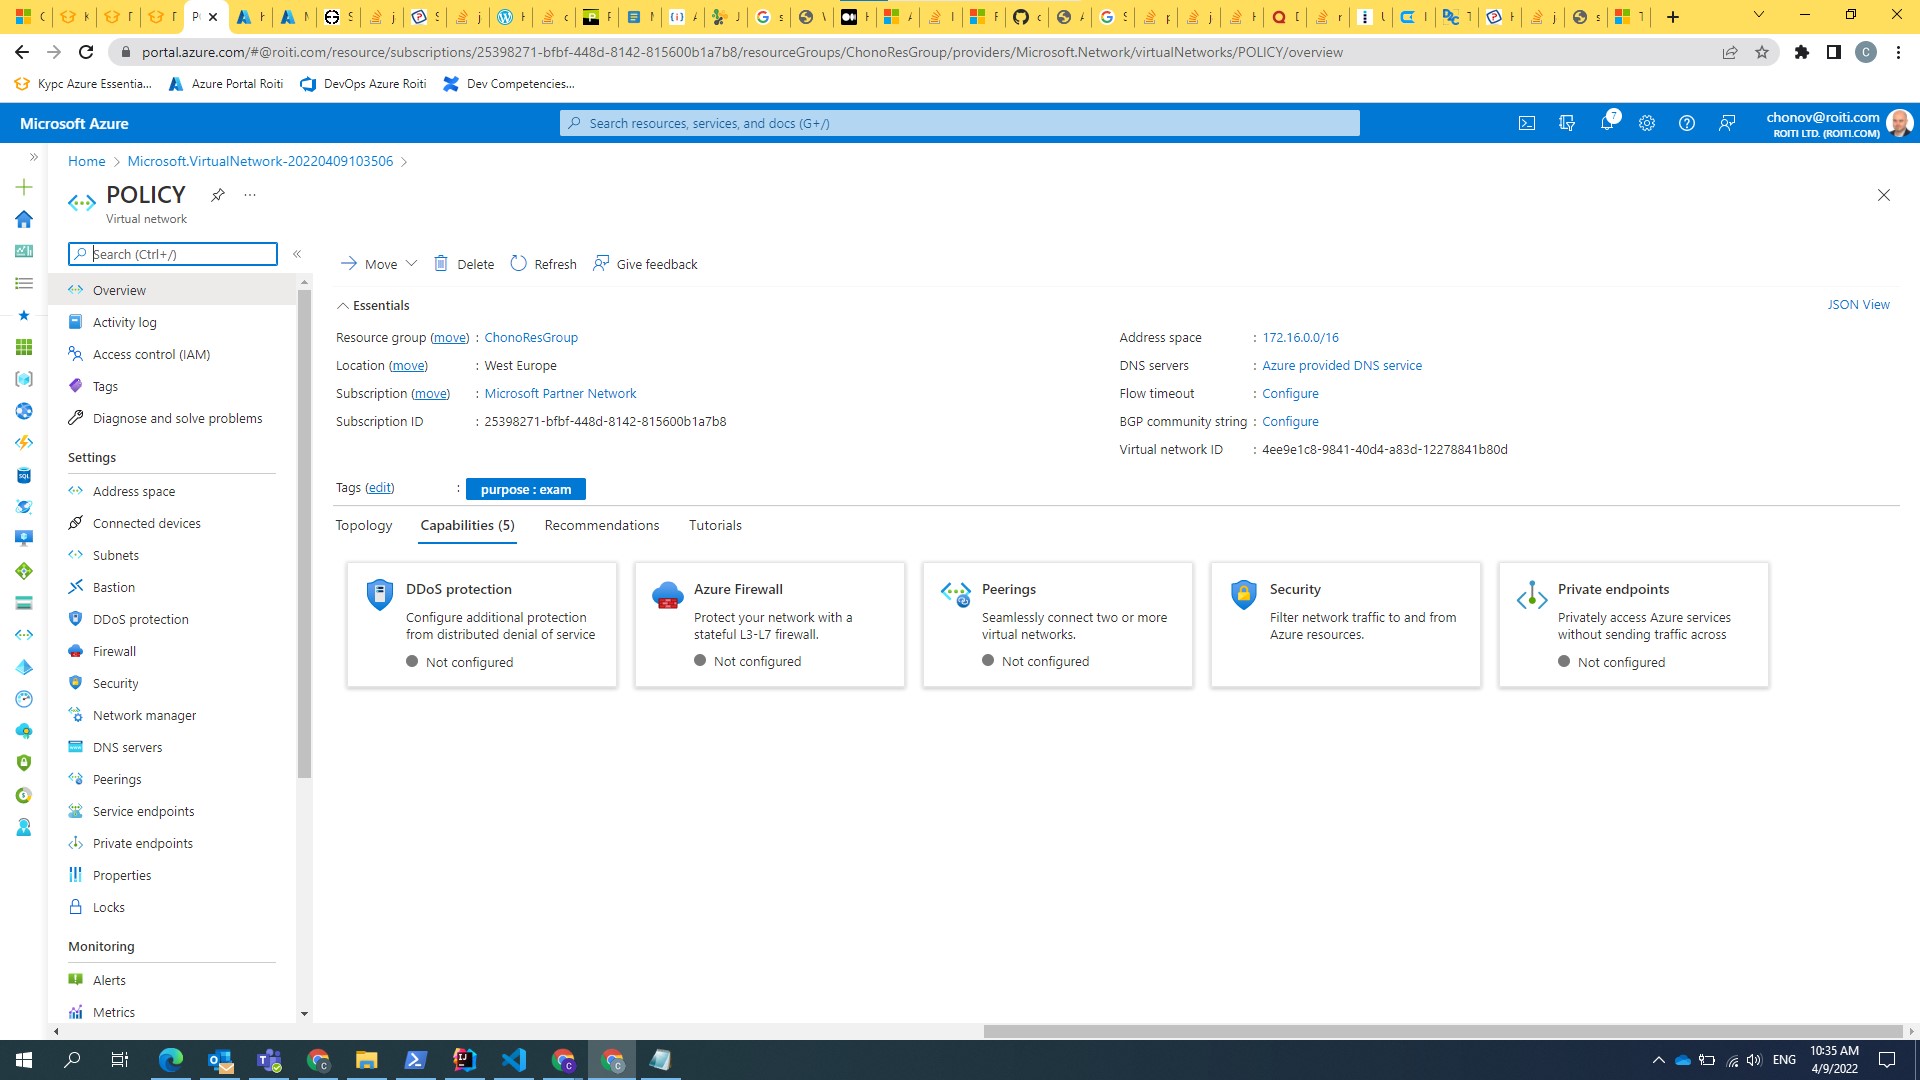 portal.azure.com/#@roiti.com/resource/subscriptions/25398271-bfbf-448d-8142-815600b1a7b8/resourceGroups/ChonoResGroup/providers/Microsoft.Network/virtualNetworks/POLICY/overview
Курс Azure Essentia...
Azure Portal Roiti
DevOps Azure Roiti
Dev Competencies...
Microsoft Azure
Search resources, services, and docs (G+/)
7
chonov@roiti.com
ROITI LTD. (ROITI.COM)
Home
Microsoft.VirtualNetwork-20220409103506
POLICY
Virtual network
Search (Ctrl+/)
Overview
Activity log
Access control (IAM)
Tags
Diagnose and solve problems
Settings
Address space
Connected devices
Subnets
Bastion
DDoS protection
Firewall
Security
Network manager
DNS servers
Peerings
Service endpoints
Private endpoints
Properties
Locks
Monitoring
Alerts
Metrics
Move
Delete
Refresh
Give feedback
Essentials
JSON View
Resource group (move) : ChonoResGroup
Location (move) : West Europe
Subscription (move) : Microsoft Partner Network
Subscription ID : 25398271-bfbf-448d-8142-815600b1a7b8
Address space : 172.16.0.0/16
DNS servers : Azure provided DNS service
Flow timeout : Configure
BGP community string : Configure
Virtual network ID : 4ee9e1c8-9841-40d4-a83d-12278841b80d
Tags (edit) : purpose : exam
Topology
Capabilities (5)
Recommendations
Tutorials
DDoS protection
Configure additional protection
from distributed denial of service
Not configured
Azure Firewall
Protect your network with a
stateful L3-L7 firewall.
Not configured
Peerings
Seamlessly connect two or more
virtual networks.
Not configured
Security
Filter network traffic to and from
Azure resources.
Private endpoints
Privately access Azure services
without sending traffic across
Not configured
ENG
10:35 AM
4/9/2022